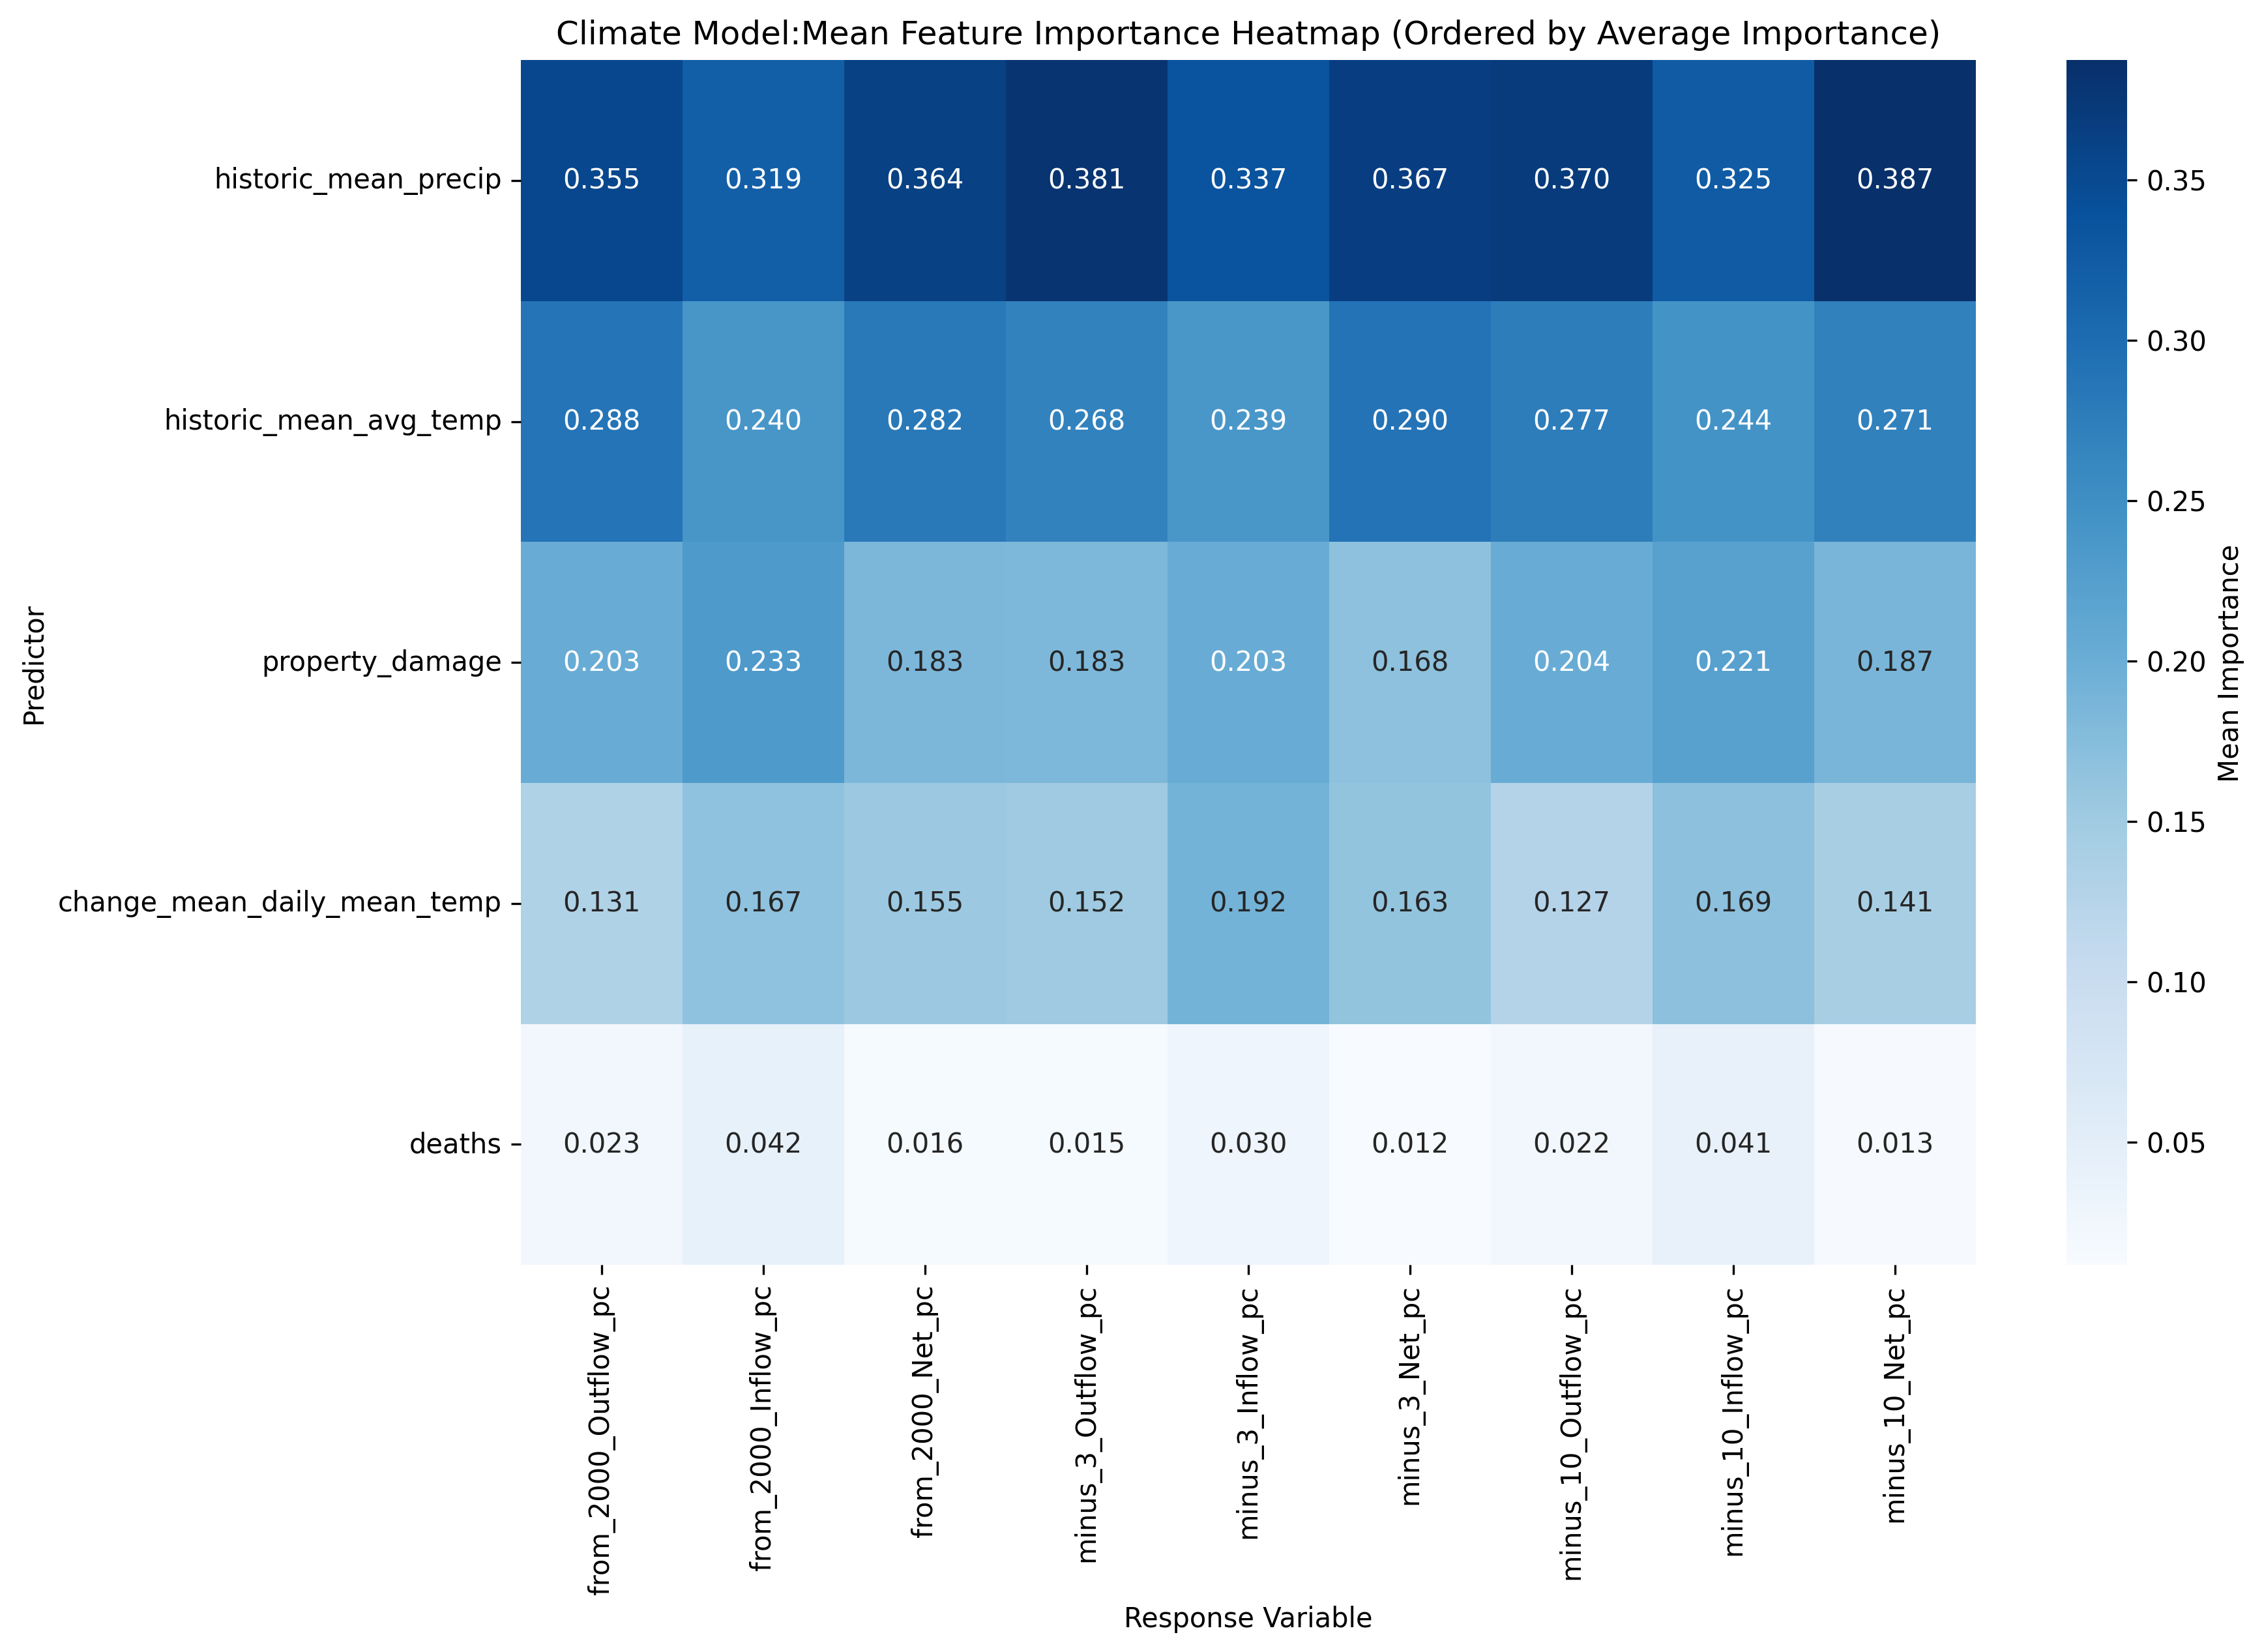 Climate Model:Mean Feature Importance Heatmap (Ordered by Average Importance)
Predictor
historic_mean_precip
0.355 0.319 0.364 0.381 0.337 0.367 0.370 0.325 0.387
historic_mean_avg_temp
0.288 0.240 0.282 0.268 0.239 0.290 0.277 0.244 0.271
property_damage
0.203 0.233 0.183 0.183 0.203 0.168 0.204 0.221 0.187
change_mean_daily_mean_temp
0.131 0.167 0.155 0.152 0.192 0.163 0.127 0.169 0.141
deaths
0.023 0.042 0.016 0.015 0.030 0.012 0.022 0.041 0.013
from_2000_Outflow_pc
from_2000_Inflow_pc
from_2000_Net_pc
minus_3_Outflow_pc
minus_3_Inflow_pc
minus_3_Net_pc
minus_10_Outflow_pc
minus_10_Inflow_pc
minus_10_Net_pc
Response Variable
0.35
0.30
0.25
0.20
0.15
0.10
0.05
Mean Importance